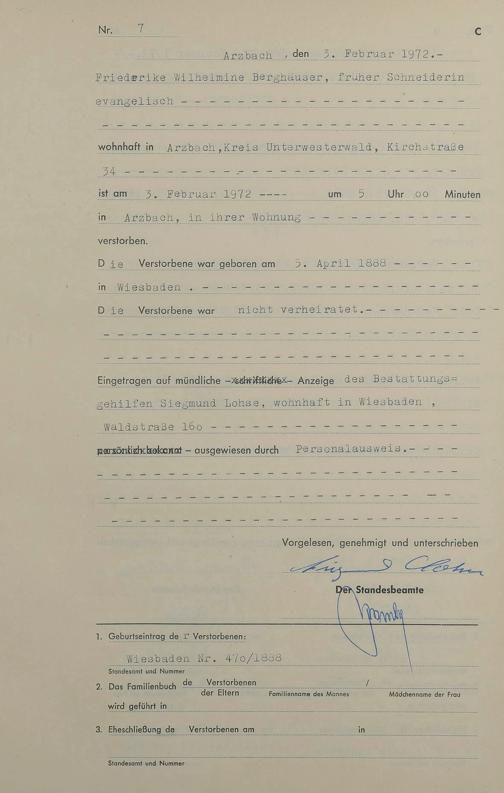 Nr. 7 C
Arzbach, den 3. Februar 1972.-
Friederike Wilhelmine Berghäuser, früher Schneiderin
evangelisch - - - - - - - - - - - - - - - - - -
- - - - - - - - - - - - - - - - - - - - - - - -
wohnhaft in Arzbach,Kreis Unterwesterwald, Kirchstraße
34 - - - - - - - - - - - - - - - - - - - - - -
ist am 3. Februar 1972 ---- um 5 Uhr oo Minuten
in Arzbach, in ihrer Wohnung - - - - - - - - - - -
verstorben.
Die Verstorbene war geboren am 5. April 1888 - - - - - -
in Wiesbaden . - - - - - - - - - - - - - - - - -
Die Verstorbene war nicht verheiratet.- - - - - - - - -
- - - - - - - - - - - - - - - - - - - - - - - -
- - - - - - - - - - - - - - - - - - - - - - - -
Eingetragen auf mündliche – schriftliche – Anzeige des Bestattungs=
gehilfen Siegmund Lohse, wohnhaft in Wiesbaden ,
Waldstraße 16o - - - - - - - - - - - - - - - - -
persönlich bekannt – ausgewiesen durch Personalausweis.- - - -
- - - - - - - - - - - - - - - - - - - - - - - -
- - - - - - - - - - - - - - - - - - - - - -- -
- - - - - - - - - - - - - - - - - - - - - - - -
Vorgelesen, genehmigt und unterschrieben
Der Standesbeamte
1. Geburtseintrag der Verstorbenen:
Wiesbaden Nr. 47o/1888
Standesamt und Nummer
2. Das Familienbuch de Verstorbenen /
der Eltern Familienname des Mannes Mädchenname der Frau
wird geführt in
3. Eheschließung de Verstorbenen am in
Standesamt und Nummer